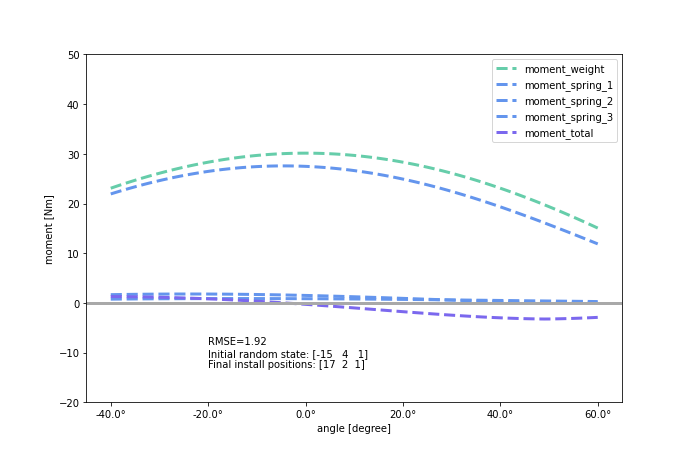 50
40
30
20
10
0
−10
−20
moment [Nm]
moment_weight
moment_spring_1
moment_spring_2
moment_spring_3
moment_total
RMSE=1.92
Initial random state: [-15   4   1]
Final install positions: [17  2  1]
-40.0° -20.0° 0.0° 20.0° 40.0° 60.0°
angle [degree]